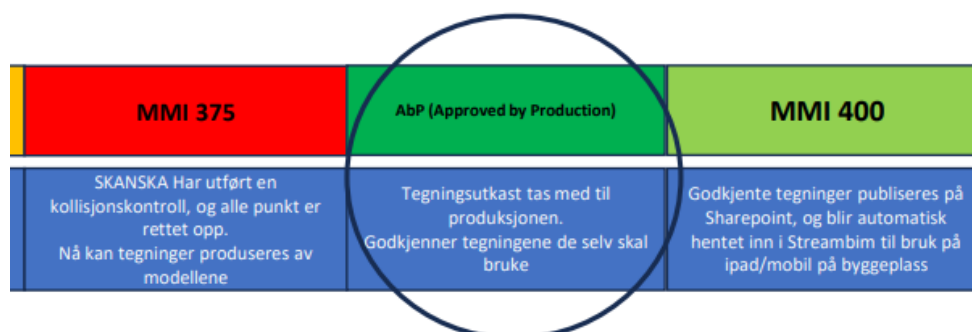 MMI 375
AbP (Approved by Production)
MMI 400
SKANSKA Har utført en
kollisjonskontroll, og alle punkt er
rettet opp.
Nå kan tegninger produseres av
modellene
Tegningsutkast tas med til
produksjonen.
Godkjenner tegningene de selv skal
bruke
Godkjente tegninger publiseres på
Sharepoint, og blir automatisk
hentet inn i Streambim til bruk på
ipad/mobil på byggeplass